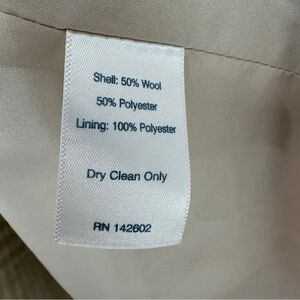 Shell: 50% Wool
50% Polyester
Lining: 100% Polyester
Dry Clean Only
RN 142602